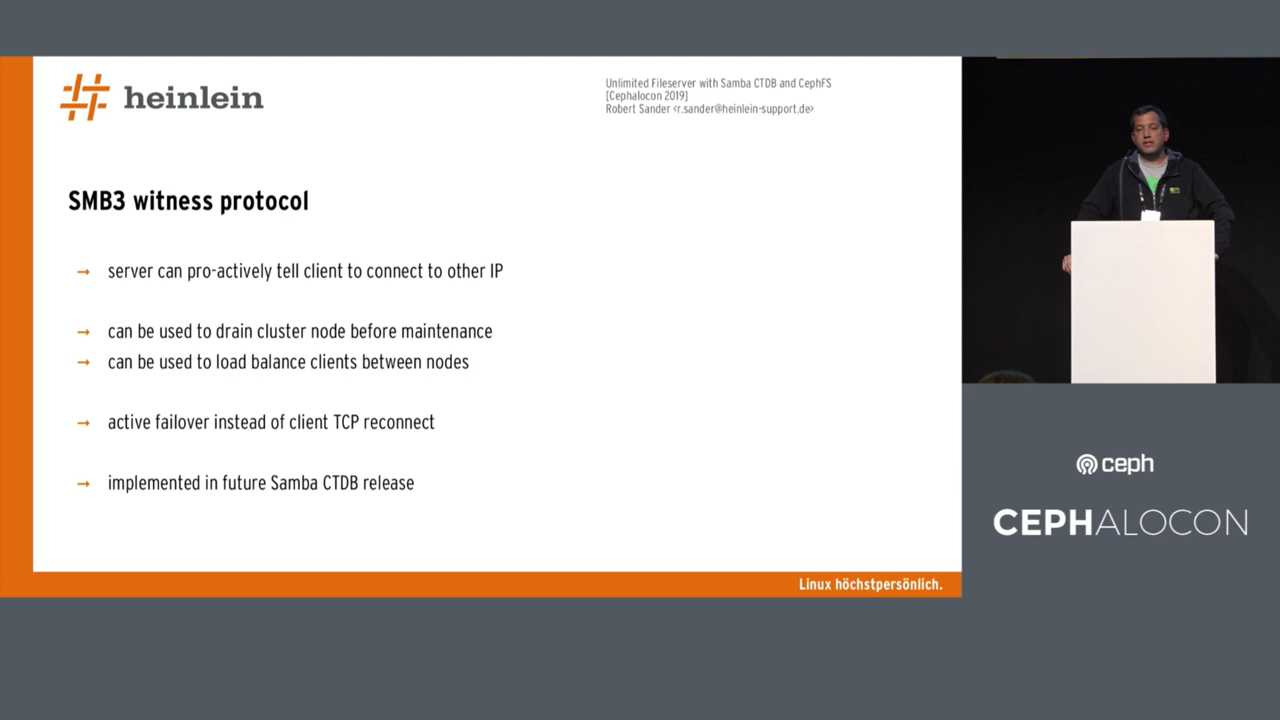 heinlein
Unlimited Fileserver with Samba CTDB and CephFS
[Cephalocon 2019]
Robert Sander <r.sander@heinlein-support.de>
SMB3 witness protocol
→ server can pro-actively tell client to connect to other IP
→ can be used to drain cluster node before maintenance
→ can be used to load balance clients between nodes
→ active failover instead of client TCP reconnect
→ implemented in future Samba CTDB release
Linux höchstpersönlich.
ceph
CEPHALOCON